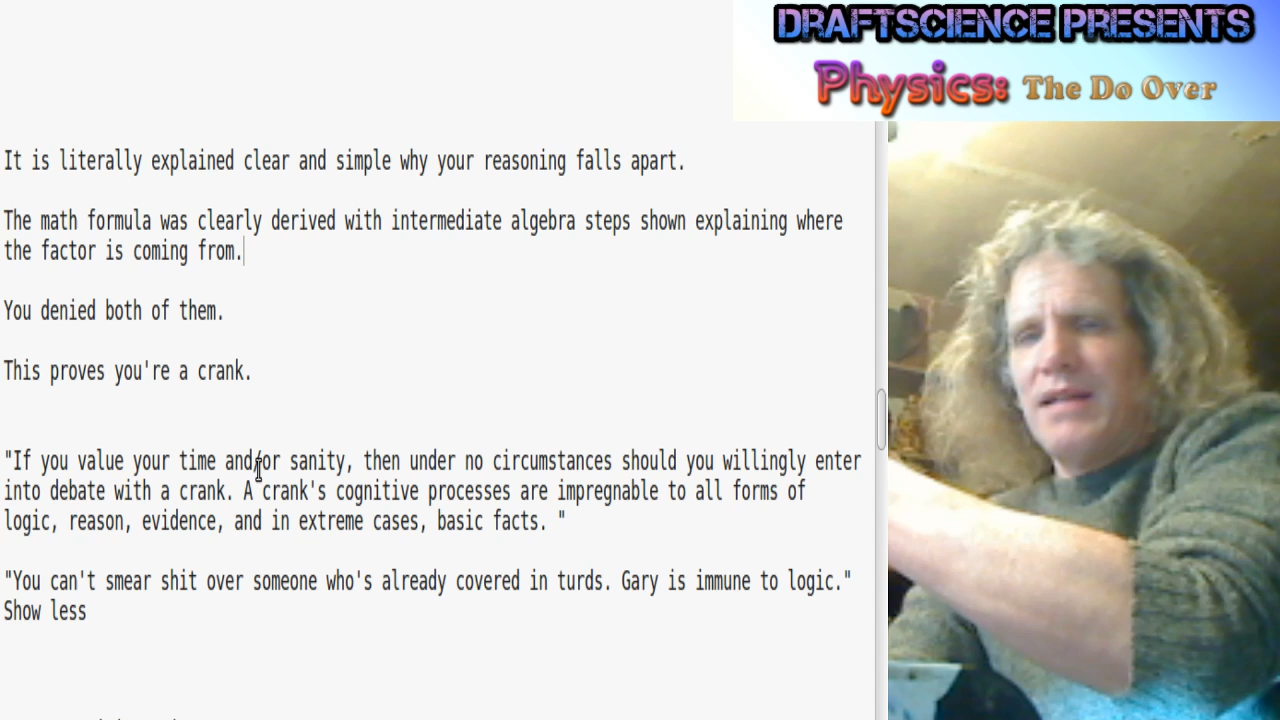 DRAFTSCIENCE PRESENTS
Physics: The Do Over
It is literally explained clear and simple why your reasoning falls apart.
The math formula was clearly derived with intermediate algebra steps shown explaining where
the factor is coming from.
You denied both of them.
This proves you're a crank.
"If you value your time and/or sanity, then under no circumstances should you willingly enter
into debate with a crank. A crank's cognitive processes are impregnable to all forms of
logic, reason, evidence, and in extreme cases, basic facts. "
"You can't smear shit over someone who's already covered in turds. Gary is immune to logic."
Show less